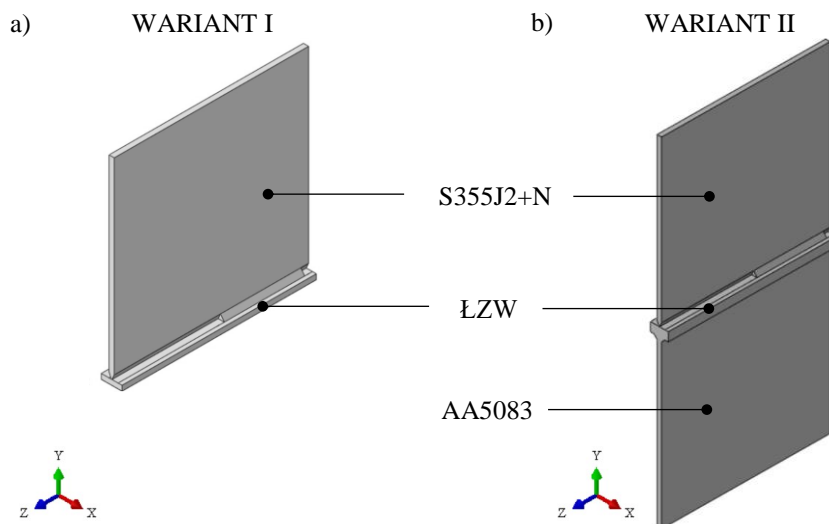 a) WARIANT I b) WARIANT II
S355J2+N
ŁZW
AA5083
Y Y
Z X Z X